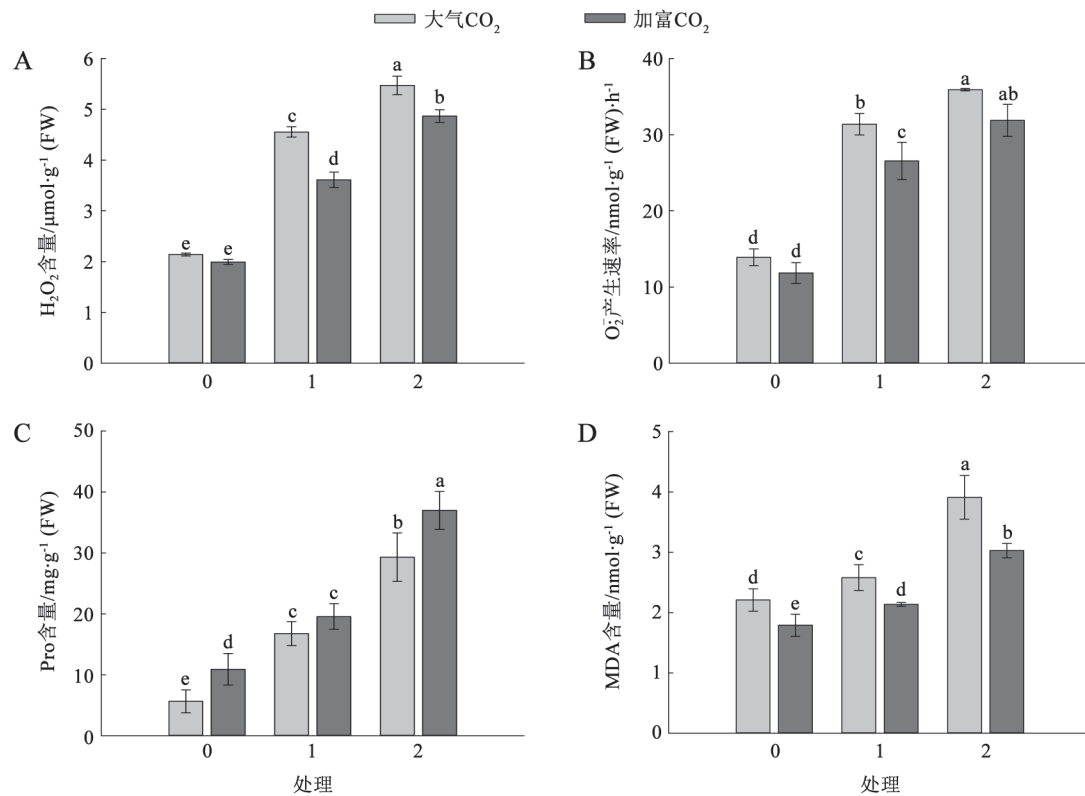 大气CO₂ 加富CO₂
A
H₂O₂含量/μmol·g⁻¹ (FW)
6
5
4
3
2
1
0
e e c d a b
0 1 2
B
O₂⁻·产生速率/nmol·g⁻¹ (FW)·h⁻¹
40
30
20
10
0
d d b c a ab
0 1 2
C
Pro含量/mg·g⁻¹ (FW)
50
40
30
20
10
0
e d c c b a
0 1 2
处理
D
MDA含量/nmol·g⁻¹ (FW)
5
4
3
2
1
0
d e c d a b
0 1 2
处理